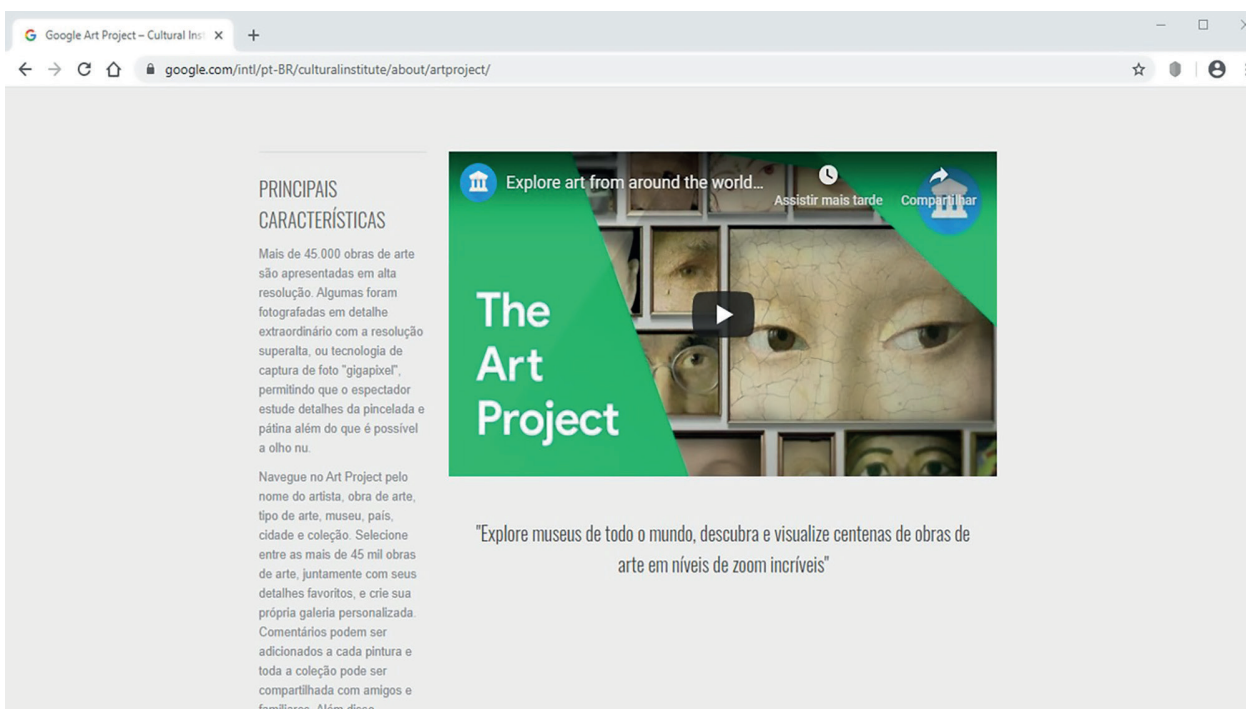 Google Art Project – Cultural Ins
google.com/intl/pt-BR/culturalinstitute/about/artproject/
PRINCIPAIS
CARACTERÍSTICAS
Mais de 45.000 obras de arte
são apresentadas em alta
resolução. Algumas foram
fotografadas em detalhe
extraordinário com a resolução
superalta, ou tecnologia de
captura de foto "gigapixel",
permitindo que o espectador
estude detalhes da pincelada e
pátina além do que é possível
a olho nu.
Navegue no Art Project pelo
nome do artista, obra de arte,
tipo de arte, museu, país,
cidade e coleção. Selecione
entre as mais de 45 mil obras
de arte, juntamente com seus
detalhes favoritos, e crie sua
própria galeria personalizada.
Comentários podem ser
adicionados a cada pintura e
toda a coleção pode ser
compartilhada com amigos e
familiares. Além disso
Explore art from around the world...
Assistir mais tarde
Compartilhar
The
Art
Project
"Explore museus de todo o mundo, descubra e visualize centenas de obras de
arte em níveis de zoom incríveis"